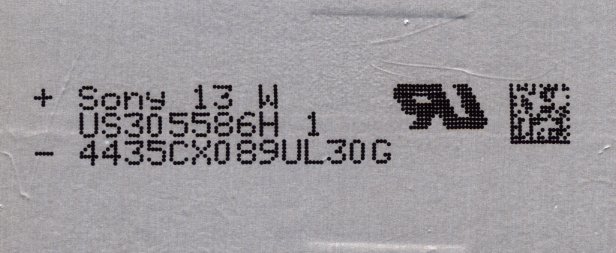 + Sony 13 W
US305586H 1
- 4435CX089UL30G